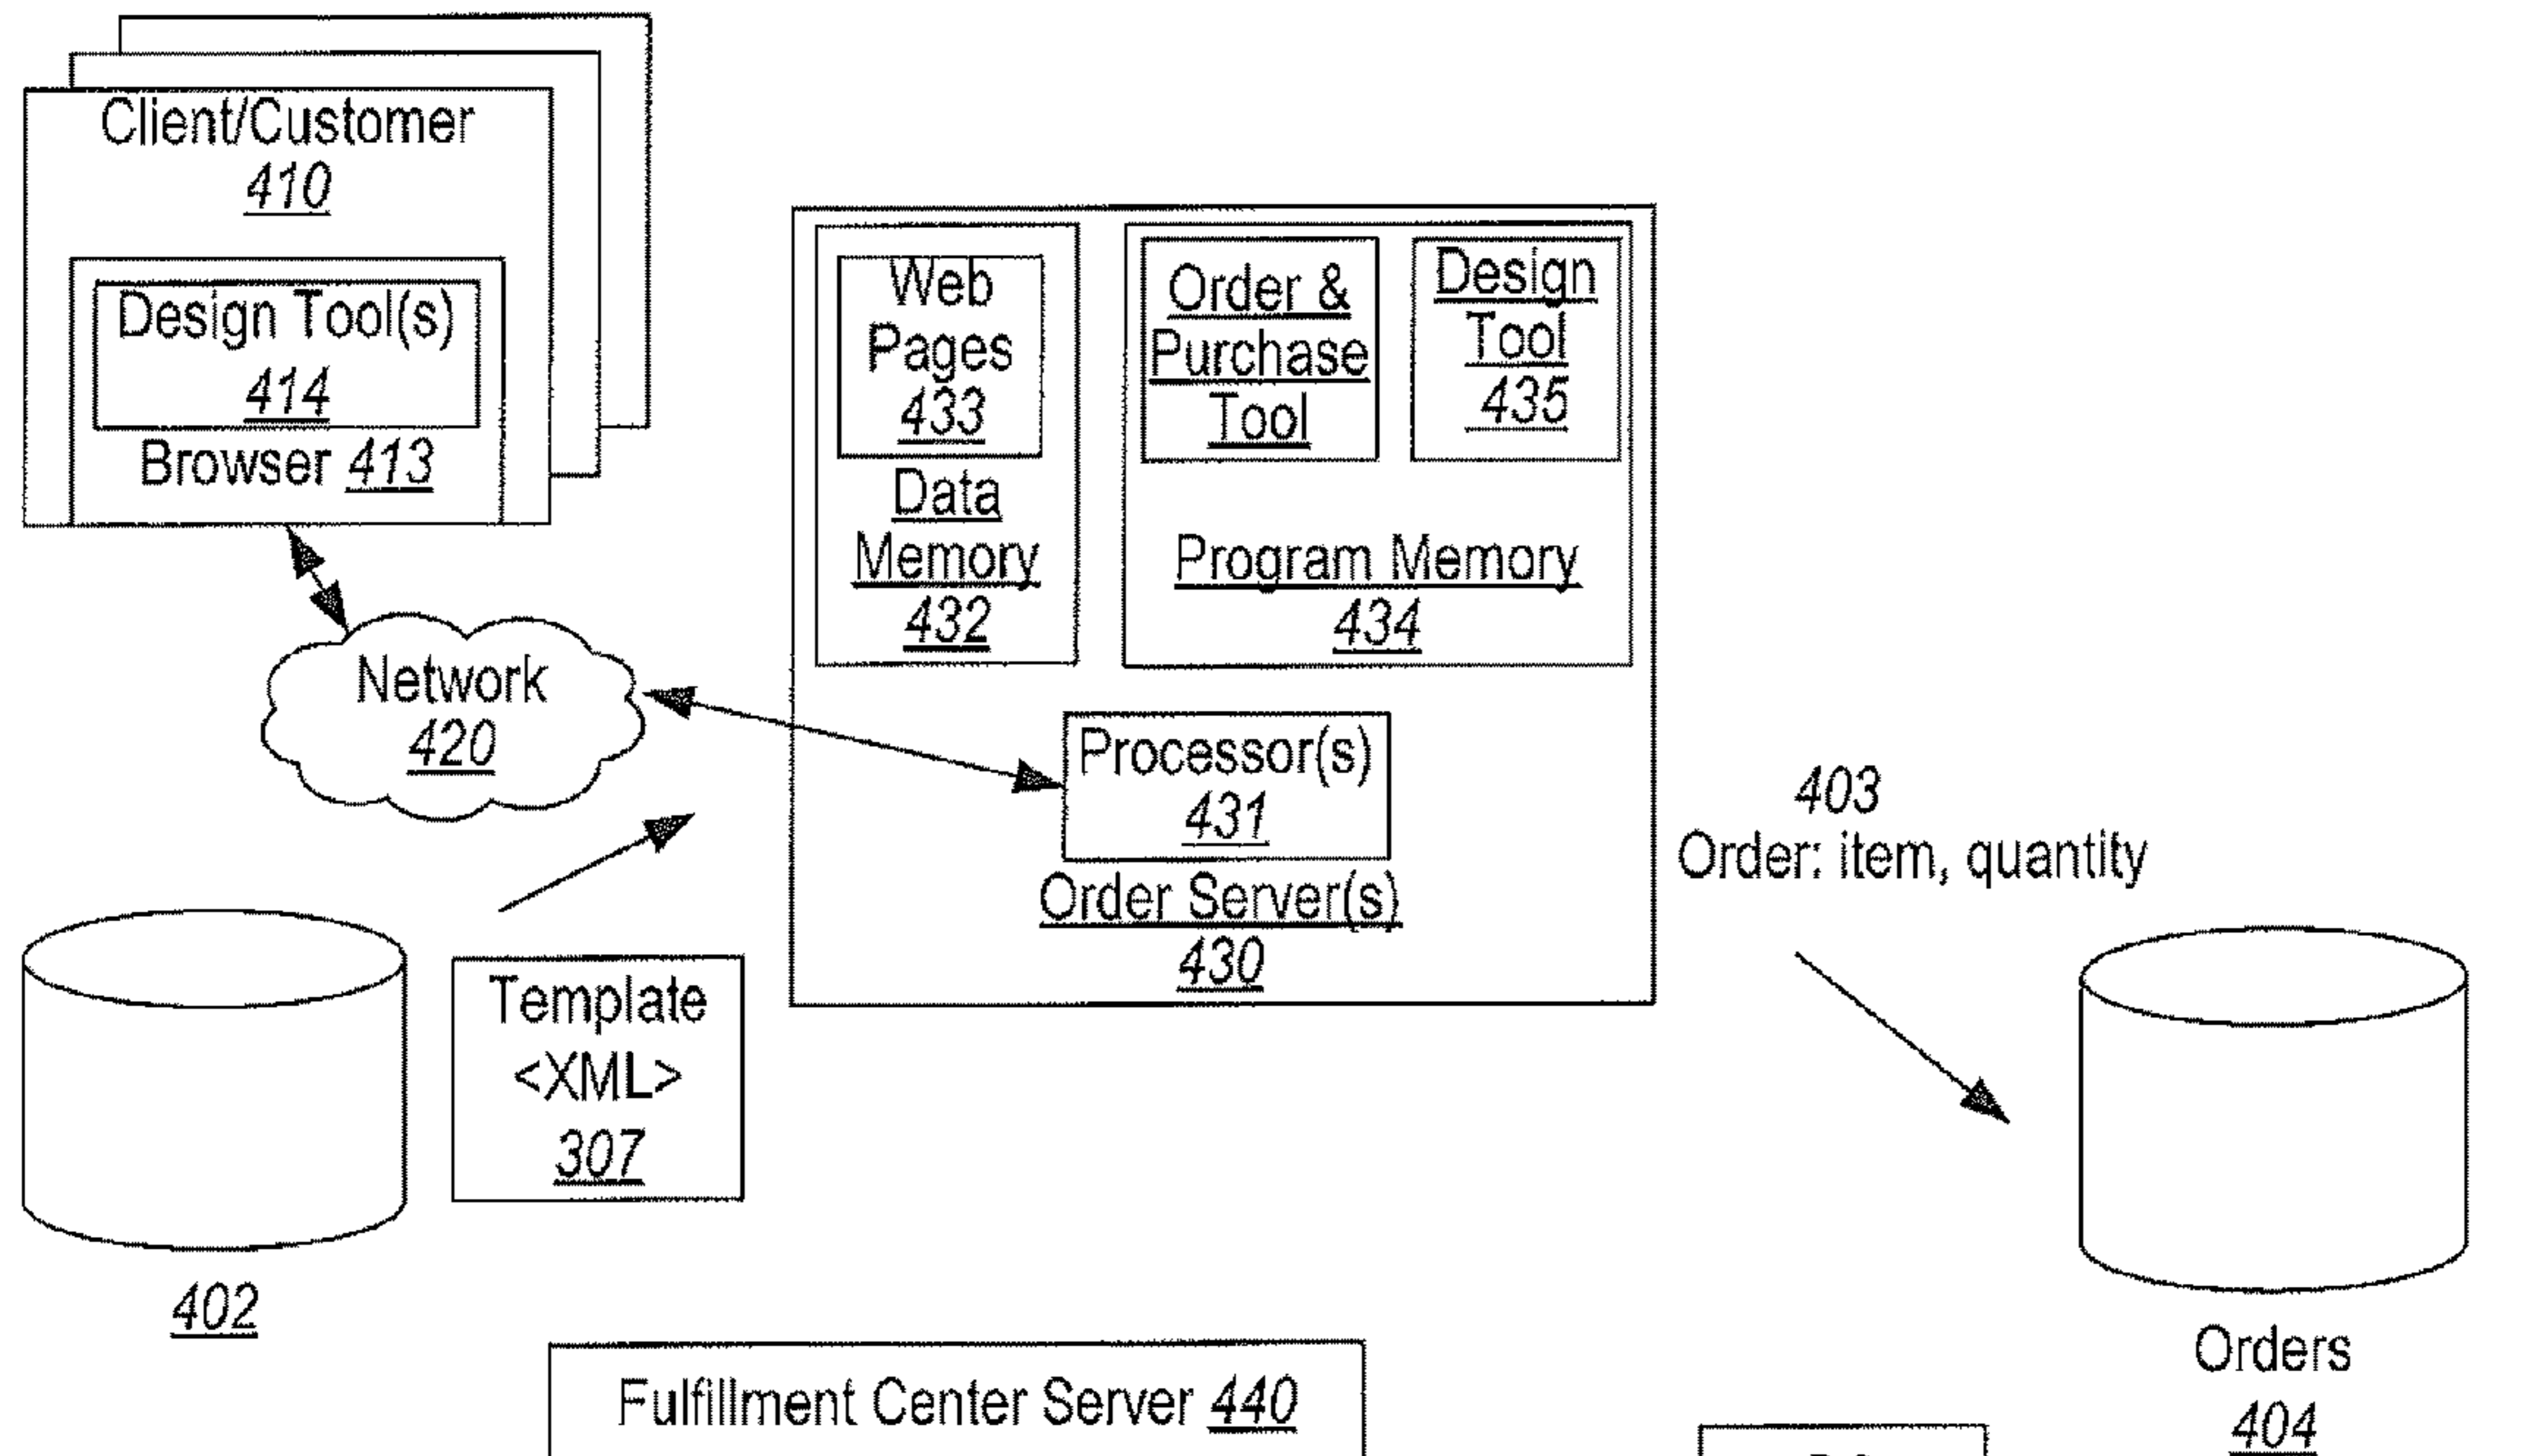 Client/Customer
410
Design Tool(s)
414
Browser 413
Web
Pages
433
Data
Memory
432
Order &
Purchase
Tool
Design
Tool
435
Program Memory
434
Network
420
Processor(s)
431
Order Server(s)
430
403
Order: item, quantity
Template
<XML>
307
402
Orders
404
Fulfillment Center Server 440